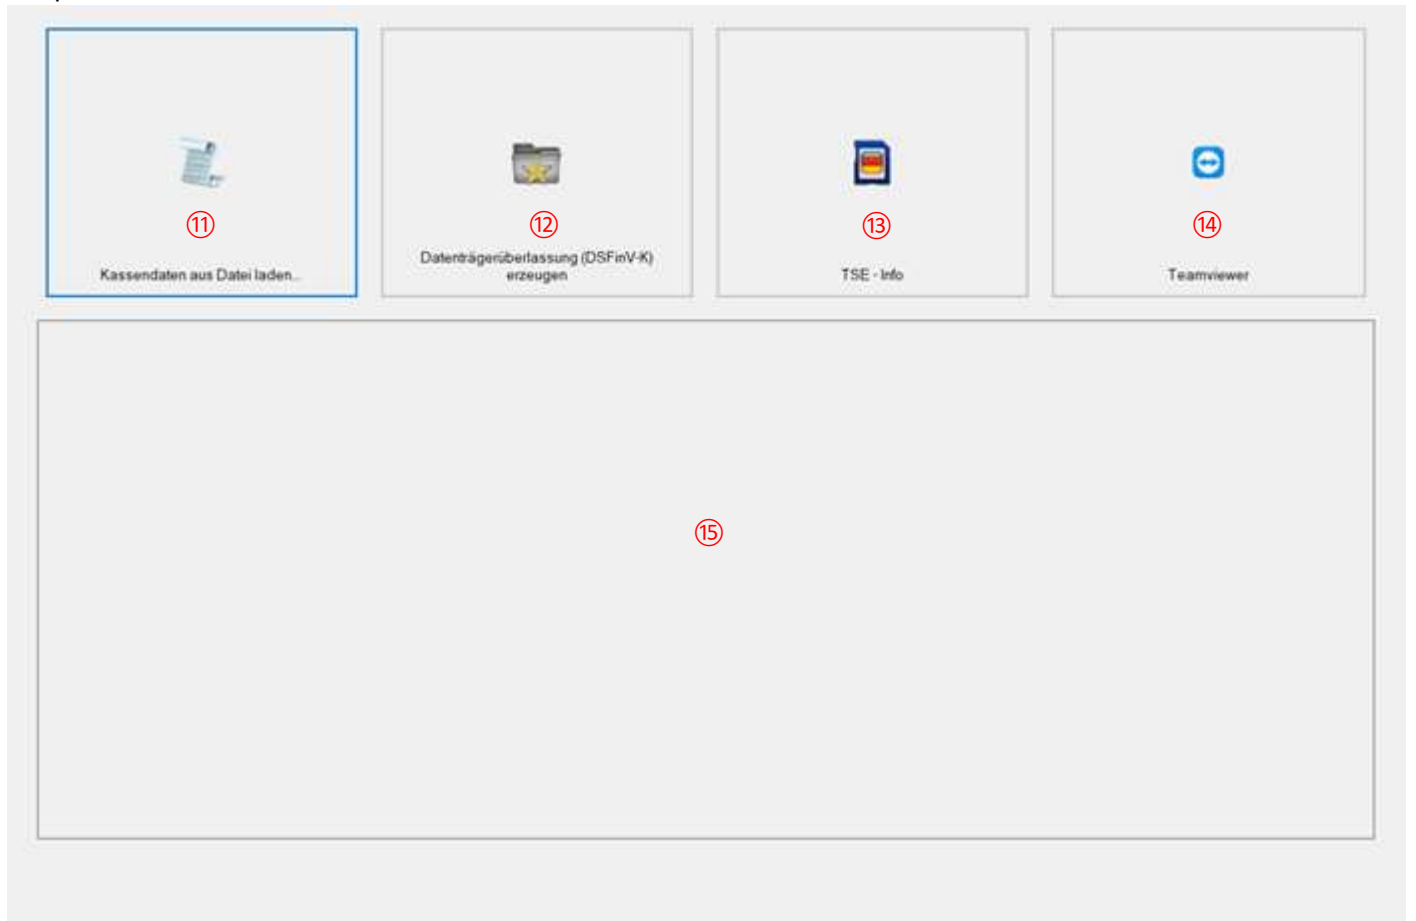 ⑪
⑫
⑬
⑭
Kassendaten aus Datei laden...
Datenträgerüberlassung (DSFinV-K)
erzeugen
TSE - Info
Teamviewer
⑮